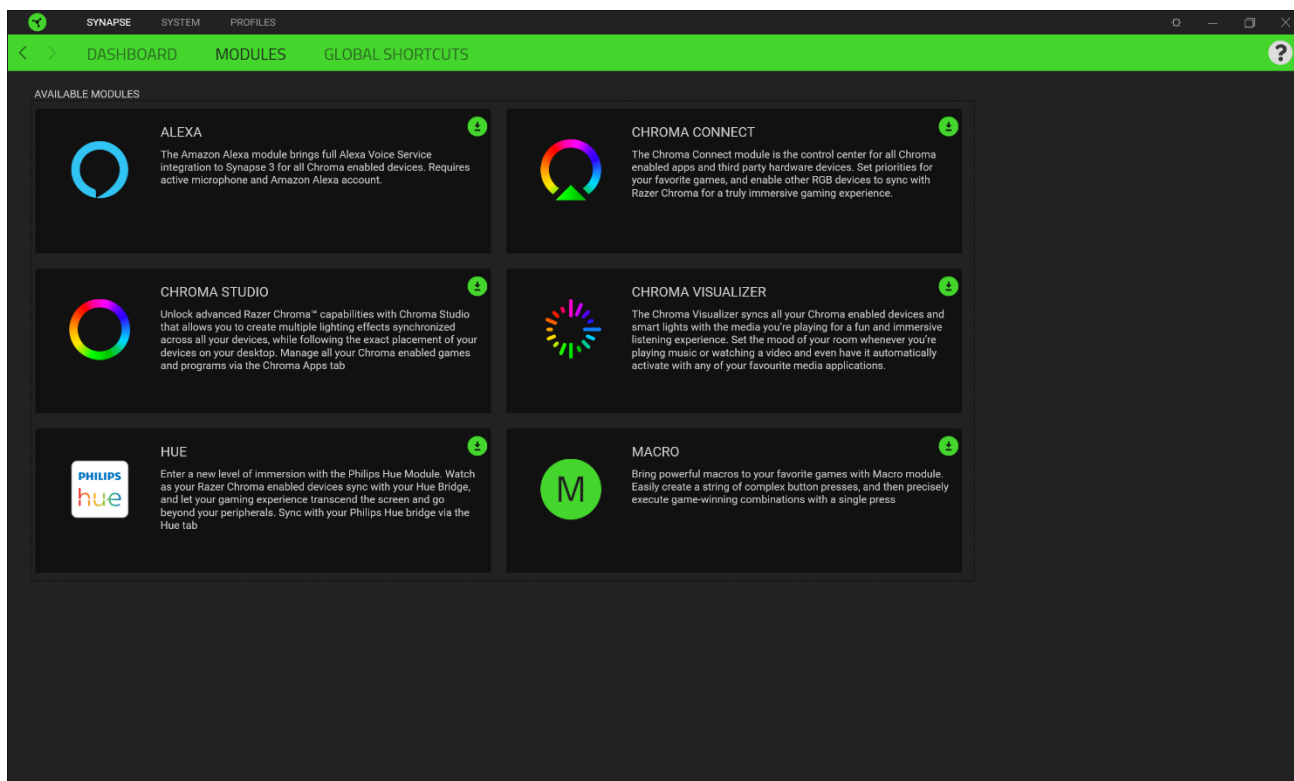 SYNAPSE SYSTEM PROFILES
DASHBOARD MODULES GLOBAL SHORTCUTS
?
AVAILABLE MODULES
ALEXA
The Amazon Alexa module brings full Alexa Voice Service
integration to Synapse 3 for all Chroma enabled devices. Requires
active microphone and Amazon Alexa account.
CHROMA CONNECT
The Chroma Connect module is the control center for all Chroma
enabled apps and third party hardware devices. Set priorities for
your favorite games, and enable other RGB devices to sync with
Razer Chroma for a truly immersive gaming experience.
CHROMA STUDIO
Unlock advanced Razer Chroma™ capabilities with Chroma Studio
that allows you to create multiple lighting effects synchronized
across all your devices, while following the exact placement of your
devices on your desktop. Manage all your Chroma enabled games
and programs via the Chroma Apps tab
CHROMA VISUALIZER
The Chroma Visualizer syncs all your Chroma enabled devices and
smart lights with the media you're playing for a fun and immersive
listening experience. Set the mood of your room whenever you're
playing music or watching a video and even have it automatically
activate with any of your favourite media applications.
PHILIPS
hue
HUE
Enter a new level of immersion with the Philips Hue Module. Watch
as your Razer Chroma enabled devices sync with your Hue Bridge,
and let your gaming experience transcend the screen and go
beyond your peripherals. Sync with your Philips Hue bridge via the
Hue tab
M
MACRO
Bring powerful macros to your favorite games with Macro module.
Easily create a string of complex button presses, and then precisely
execute game-winning combinations with a single press